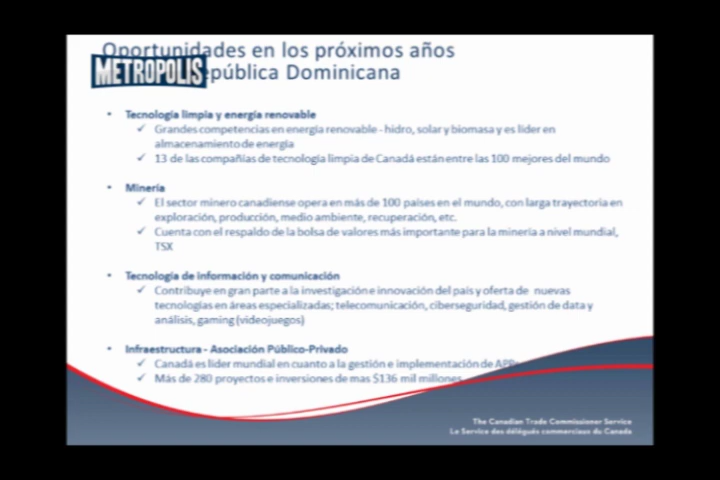 Oportunidades en los próximos años
METROPOLIS
epública Dominicana
• Tecnología limpia y energía renovable
✓ Grandes competencias en energía renovable - hidro, solar y biomasa y es líder en
almacenamiento de energía
✓ 13 de las compañías de tecnología limpia de Canadá están entre las 100 mejores del mundo
• Minería
✓ El sector minero canadiense opera en más de 100 países en el mundo, con larga trayectoria en
exploración, producción, medio ambiente, recuperación, etc.
✓ Cuenta con el respaldo de la bolsa de valores más importante para la minería a nivel mundial,
TSX
• Tecnología de información y comunicación
✓ Contribuye en gran parte a la investigación e innovación del país y oferta de nuevas
tecnologías en áreas especializadas; telecomunicación, ciberseguridad, gestión de data y
análisis, gaming (videojuegos)
• Infraestructura - Asociación Público-Privado
✓ Canadá es líder mundial en cuanto a la gestión e implementación de
✓ Más de 280 proyectos e inversiones de mas $136 mil millones
The Canadian Trade Commissioner Service
Le Service des délégués commerciaux du Canada